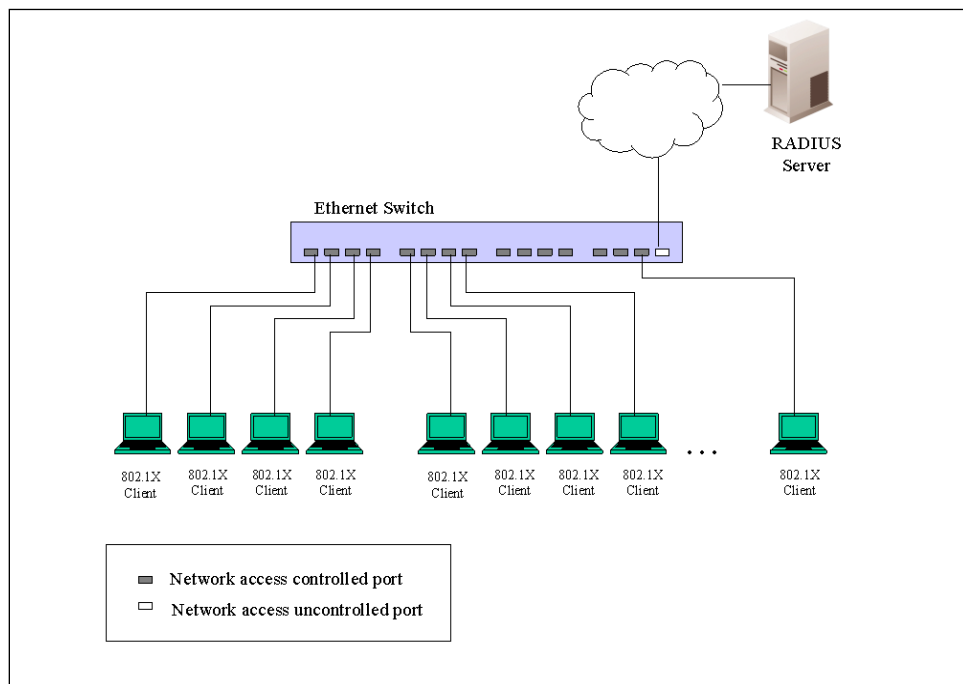 RADIUS
Server
Ethernet Switch
802.1X
Client
802.1X
Client
802.1X
Client
802.1X
Client
802.1X
Client
802.1X
Client
802.1X
Client
802.1X
Client
...
802.1X
Client
Network access controlled port
Network access uncontrolled port